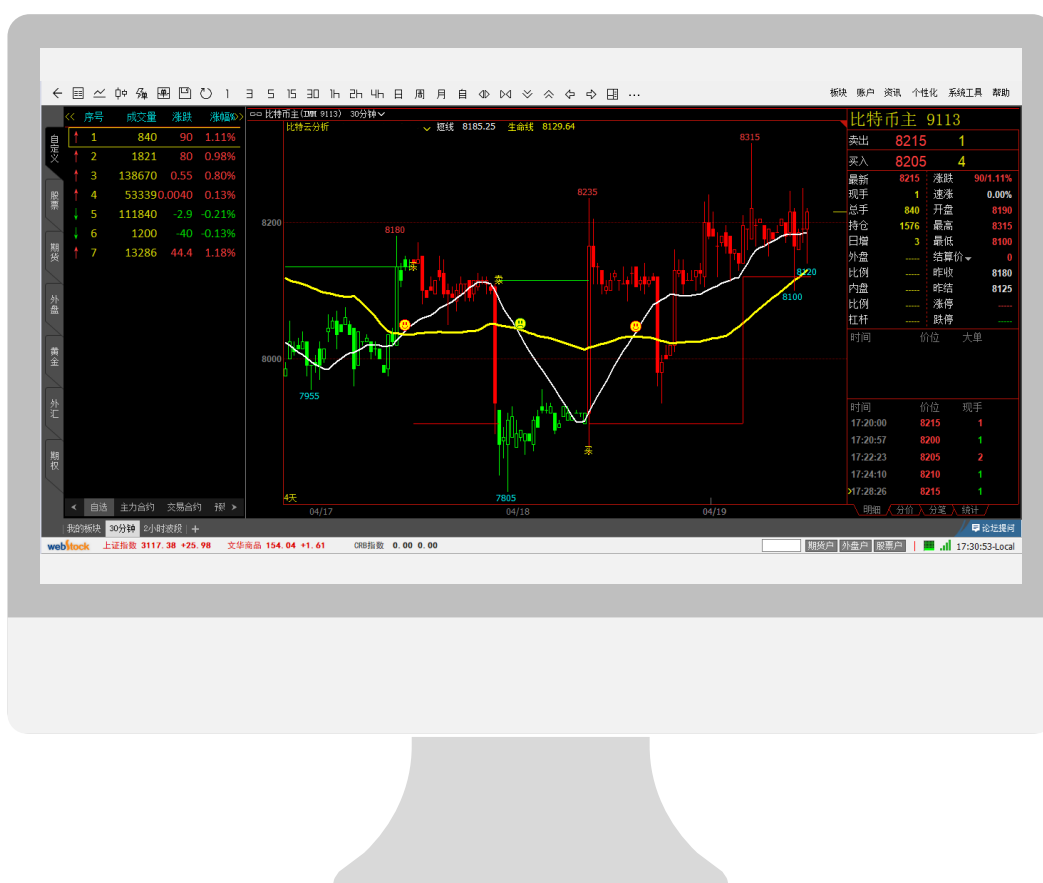 1 3 5 15 30 1h 2h 4h 日 周 月 自 ... 板块 账户 资讯 个性化 系统工具 帮助
序号 成交量 涨跌 涨幅%
1 840 90 1.11%
2 1821 80 0.98%
3 138670 0.55 0.80%
4 53339 0.0040 0.13%
5 111840 -2.9 -0.21%
6 1200 -40 -0.13%
7 13286 44.4 1.18%
自定义
股票
期货
外盘
黄金
外汇
期权
自选 主力合约 交易合约
比特币主(IMM 9113) 30分钟
比特云分析 短线 8185.25 生命线 8129.64
8315
8235
8200
8180
8120
8100
8000
7955
7805
卖
卖
4天
04/17 04/18 04/19
比特币主 9113
卖出 8215 1
买入 8205 4
最新 8215 涨跌 90/1.11%
现手 1 速涨 0.00%
总手 840 开盘 8190
持仓 1576 最高 8315
日增 3 最低 8100
外盘 ----- 结算价 0
比例 ----- 昨收 8180
内盘 ----- 昨结 8125
比例 ----- 涨停 -----
杠杆 ----- 跌停 -----
时间 价位 大单
时间 价位 现手
17:20:00 8215 1
17:20:57 8200 1
17:22:23 8205 2
17:24:10 8210 1
17:28:26 8215 1
明细 分价 分笔 统计
我的板块 30分钟 2小时波段 +
论坛提问
webstock 上证指数 3117.38 +25.98 文华商品 154.04 +1.61 CRB指数 0.00 0.00 期货户 外盘户 股票户 17:30:53-Local